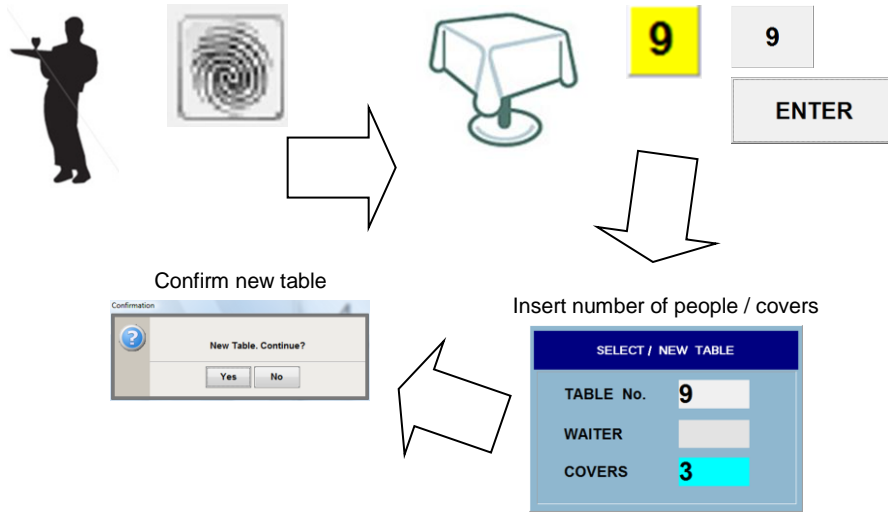 9
9
ENTER
Confirm new table
Confirmation
New Table. Continue?
Yes No
Insert number of people / covers
SELECT / NEW TABLE
TABLE No. 9
WAITER
COVERS 3